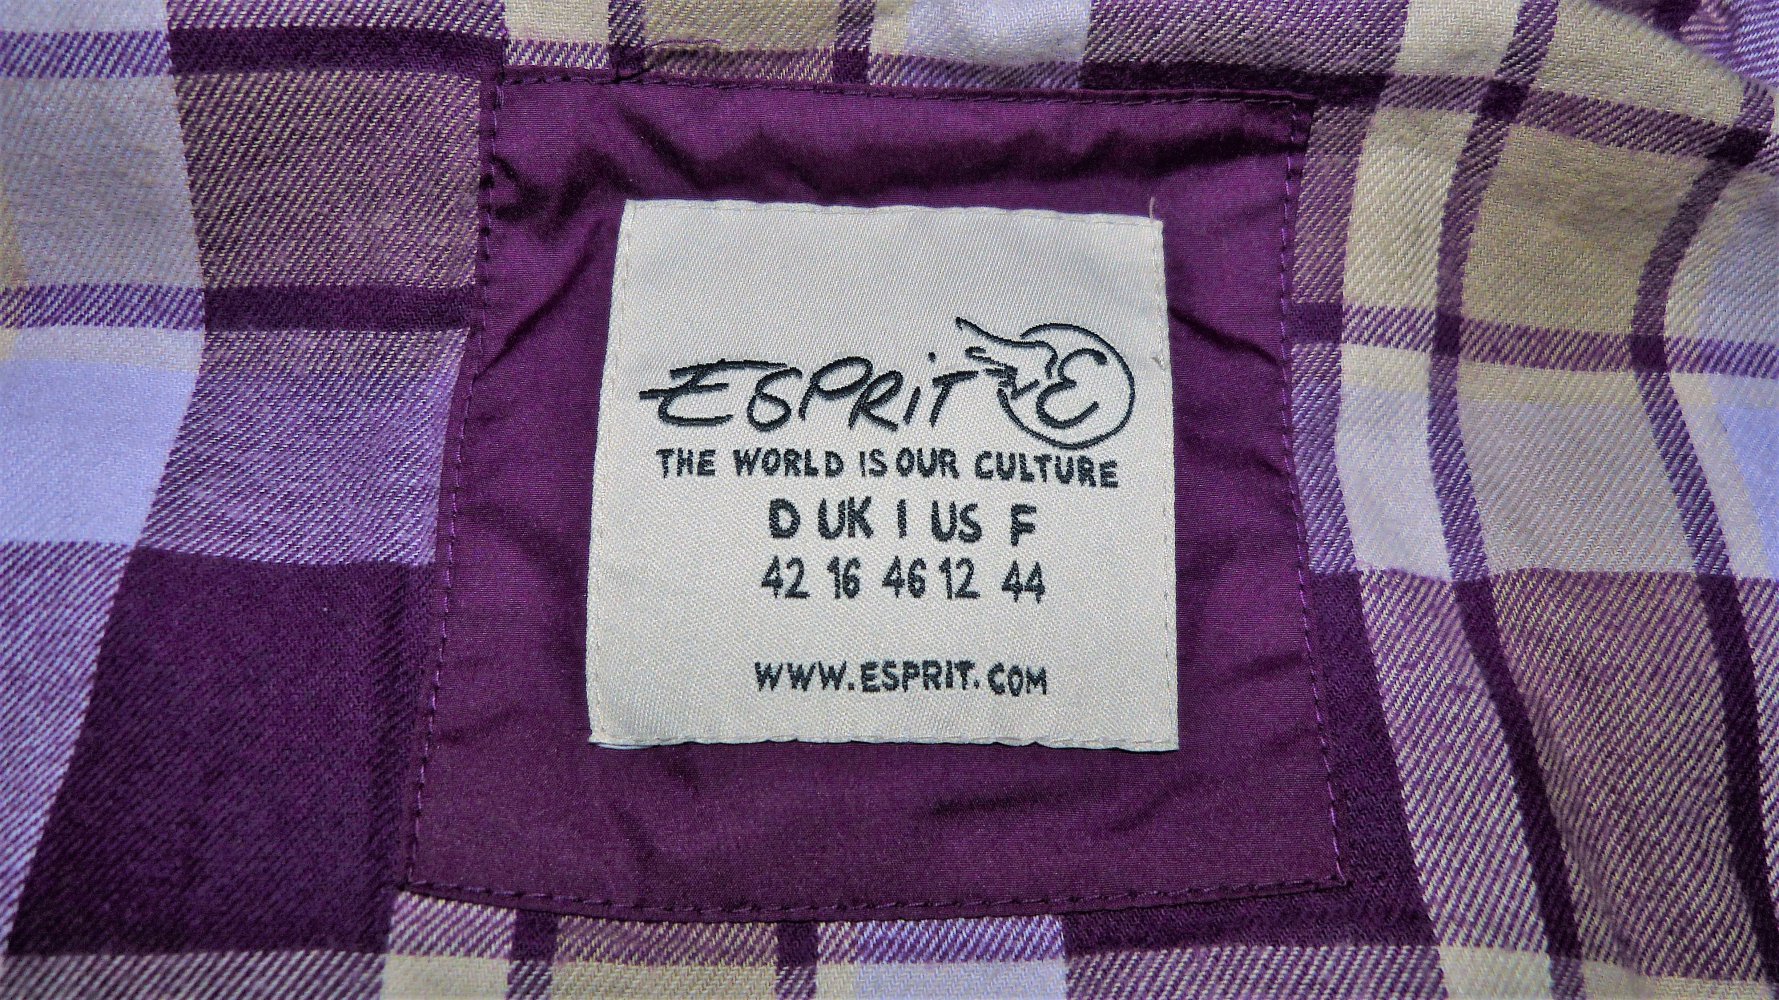 ESPRIT E
THE WORLD IS OUR CULTURE
D UK I US F
42 16 46 12 44
WWW.ESPRIT.COM